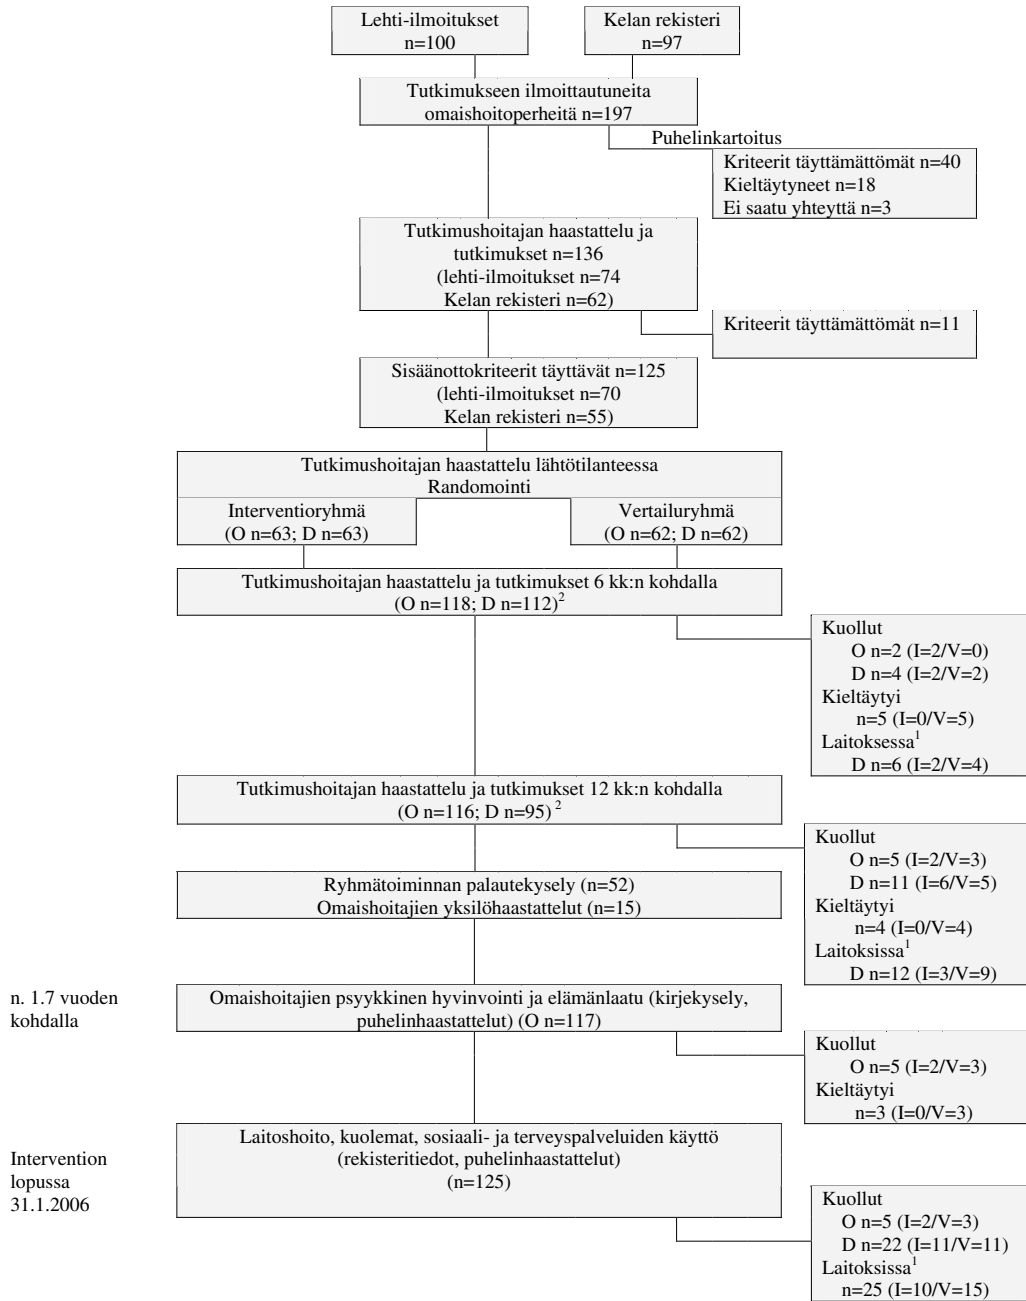 Lehti-ilmoitukset
n=100
Kelan rekisteri
n=97
Tutkimukseen ilmoittautuneita
omaishoitoperheitä n=197
Puhelinkartoitus
Kriteerit täyttämättömät n=40
Kieltäytyneet n=18
Ei saatu yhteyttä n=3
Tutkimushoitajan haastattelu ja
tutkimukset n=136
(lehti-ilmoitukset n=74
Kelan rekisteri n=62)
Kriteerit täyttämättömät n=11
Sisäänottokriteerit täyttävät n=125
(lehti-ilmoitukset n=70
Kelan rekisteri n=55)
Tutkimushoitajan haastattelu lähtötilanteessa
Randomointi
Interventioryhmä
(O n=63; D n=63)
Vertailuryhmä
(O n=62; D n=62)
Tutkimushoitajan haastattelu ja tutkimukset 6 kk:n kohdalla
(O n=118; D n=112)²
Kuollut
O n=2 (I=2/V=0)
D n=4 (I=2/V=2)
Kieltäytyi
n=5 (I=0/V=5)
Laitoksessa¹
D n=6 (I=2/V=4)
Tutkimushoitajan haastattelu ja tutkimukset 12 kk:n kohdalla
(O n=116; D n=95) ²
Kuollut
O n=5 (I=2/V=3)
D n=11 (I=6/V=5)
Kieltäytyi
n=4 (I=0/V=4)
Laitoksissa¹
D n=12 (I=3/V=9)
Ryhmätoiminnan palautekysely (n=52)
Omaishoitajien yksilöhaastattelut (n=15)
n. 1.7 vuoden
kohdalla
Omaishoitajien psyykkinen hyvinvointi ja elämänlaatu (kirjekysely,
puhelinhaastattelut) (O n=117)
Kuollut
O n=5 (I=2/V=3)
Kieltäytyi
n=3 (I=0/V=3)
Intervention
lopussa
31.1.2006
Laitoshoito, kuolemat, sosiaali- ja terveyspalveluiden käyttö
(rekisteritiedot, puhelinhaastattelut)
(n=125)
Kuollut
O n=5 (I=2/V=3)
D n=22 (I=11/V=11)
Laitoksissa¹
n=25 (I=10/V=15)